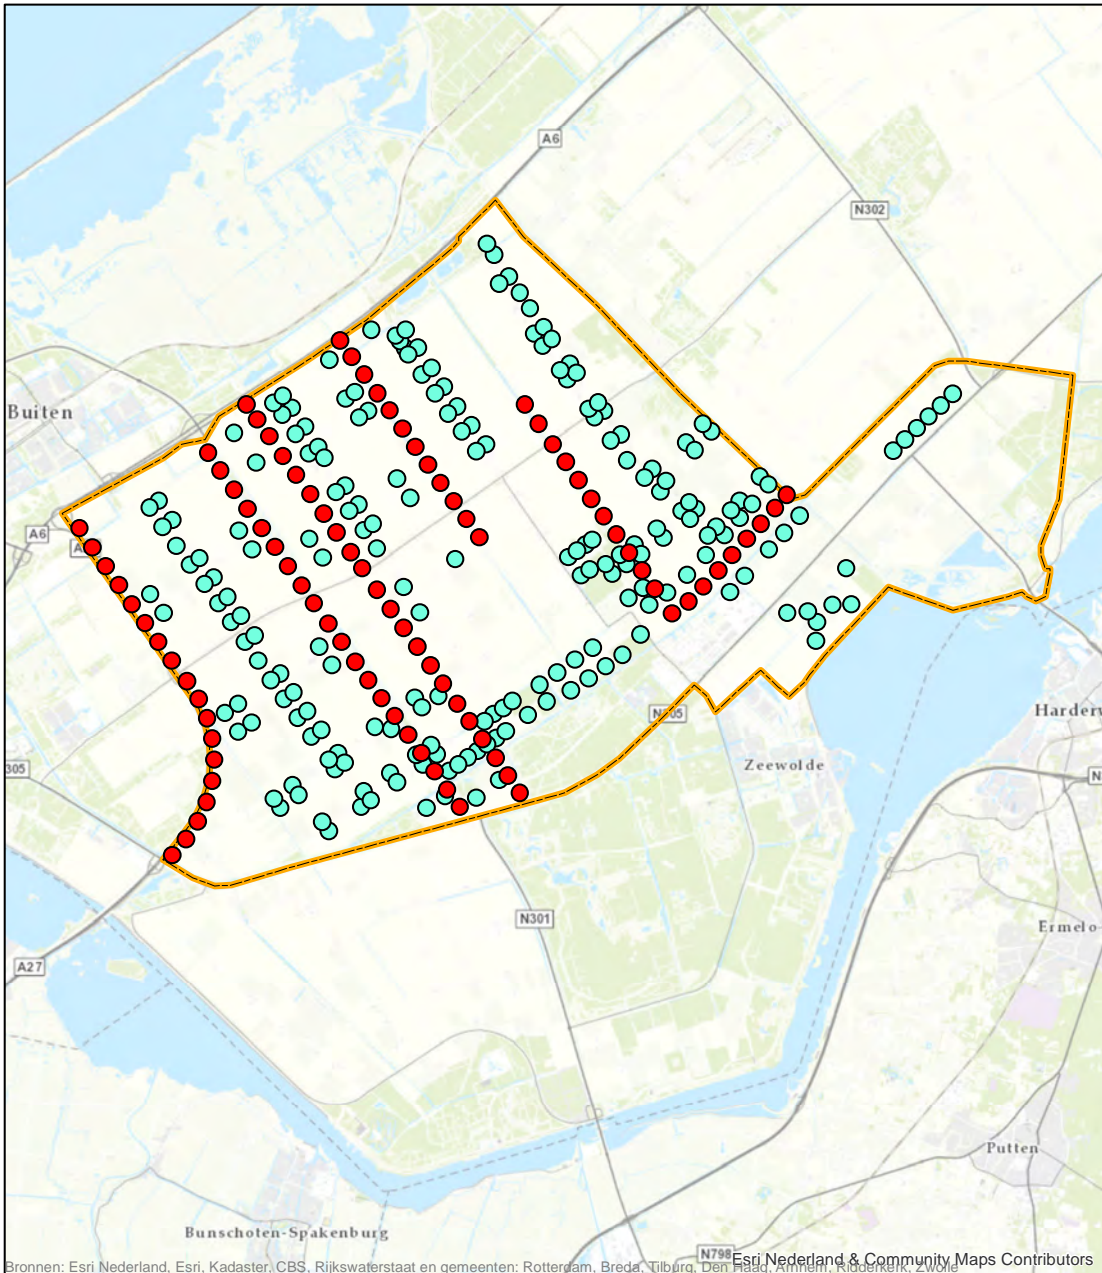 A6
N302
Buiten
A6
N305
Harderw
Zeewolde
305
N301
Ermelo
A27
Putten
Bunschoten-Spakenburg
N798
Esri Nederland & Community Maps Contributors
Bronnen: Esri Nederland, Esri, Kadaster, CBS, Rijkswaterstaat en gemeenten: Rotterdam, Breda, Tilburg, Den Haag, Arnhem, Ridderkerk, Zwolle